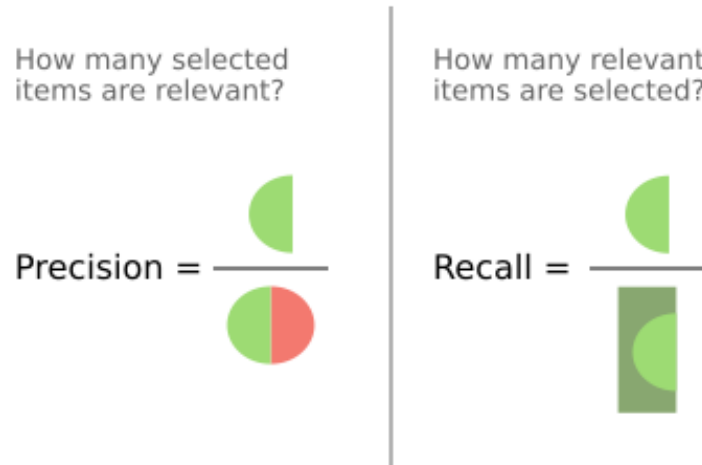 How many selected
items are relevant?
Precision =
How many relevant
items are selected?
Recall =